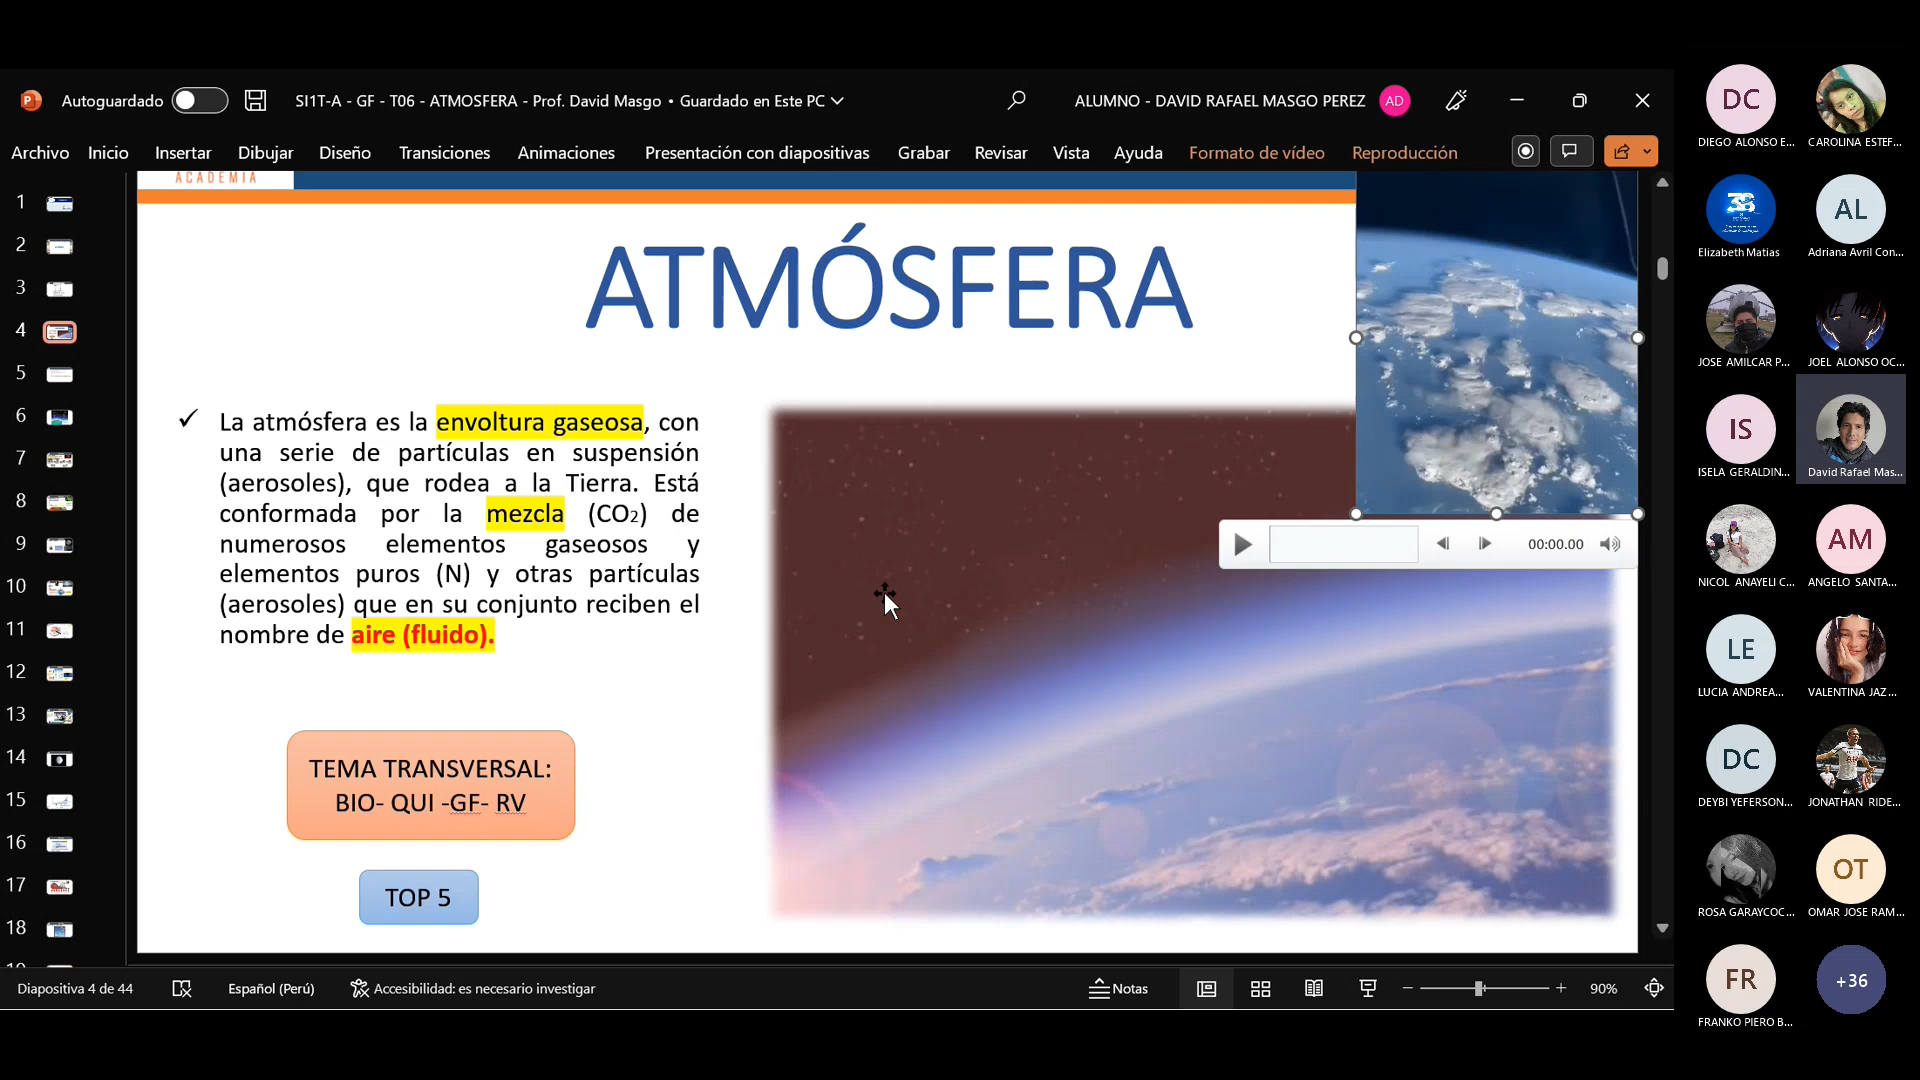 Autoguardado
SI1T-A - GF - T06 - ATMOSFERA - Prof. David Masgo • Guardado en Este PC
ALUMNO - DAVID RAFAEL MASGO PEREZ
AD
Archivo
Inicio
Insertar
Dibujar
Diseño
Transiciones
Animaciones
Presentación con diapositivas
Grabar
Revisar
Vista
Ayuda
Formato de vídeo
Reproducción
1
2
3
4
5
6
7
8
9
10
11
12
13
14
15
16
17
18
ACADEMIA
ATMÓSFERA
✓ La atmósfera es la envoltura gaseosa, con
una serie de partículas en suspensión
(aerosoles), que rodea a la Tierra. Está
conformada por la mezcla (CO2) de
numerosos elementos gaseosos y
elementos puros (N) y otras partículas
(aerosoles) que en su conjunto reciben el
nombre de aire (fluido).
TEMA TRANSVERSAL:
BIO- QUI -GF- RV
TOP 5
00:00.00
Diapositiva 4 de 44
Español (Perú)
Accesibilidad: es necesario investigar
Notas
90%
DC
DIEGO ALONSO E...
CAROLINA ESTEF...
38
Elizabeth Matias
AL
Adriana Avril Con...
JOSE AMILCAR P...
JOEL ALONSO OC...
IS
ISELA GERALDIN...
David Rafael Mas...
NICOL ANAYELI C...
AM
ANGELO SANTA...
LE
LUCIA ANDREA...
VALENTINA JAZ...
DC
DEYBI YEFERSON...
JONATHAN RIDE...
ROSA GARAYCOC...
OT
OMAR JOSE RAM...
FR
FRANKO PIERO B...
+36